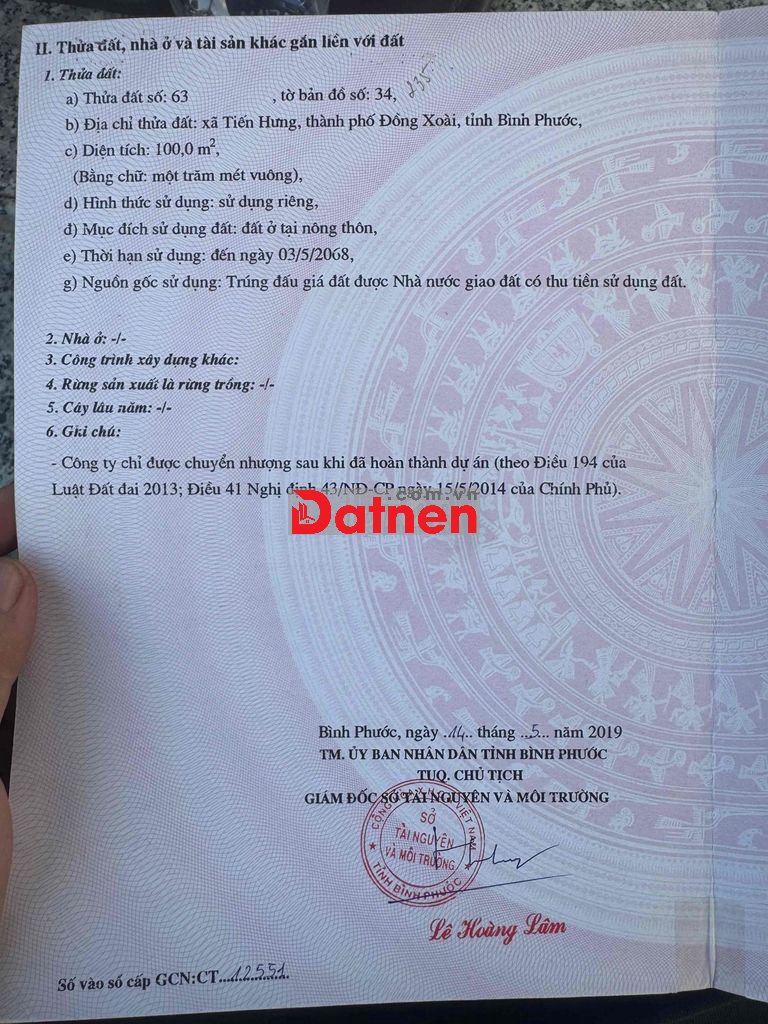 II. Thửa đất, nhà ở và tài sản khác gắn liền với đất
1. Thửa đất:
a) Thửa đất số: 63 , tờ bản đồ số: 34, 235
b) Địa chỉ thửa đất: xã Tiến Hưng, thành phố Đồng Xoài, tỉnh Bình Phước,
c) Diện tích: 100,0 m²,
(Bằng chữ: một trăm mét vuông),
d) Hình thức sử dụng: sử dụng riêng,
đ) Mục đích sử dụng đất: đất ở tại nông thôn,
e) Thời hạn sử dụng: đến ngày 03/5/2068,
g) Nguồn gốc sử dụng: Trúng đấu giá đất được Nhà nước giao đất có thu tiền sử dụng đất.
2. Nhà ở: -/-
3. Công trình xây dựng khác:
4. Rừng sản xuất là rừng trồng: -/-
5. Cây lâu năm: -/-
6. Ghi chú:
- Công ty chỉ được chuyển nhượng sau khi đã hoàn thành dự án (theo Điều 194 của
Luật Đất đai 2013; Điều 41 Nghị định 43/NĐ-CP ngày 15/5/2014 của Chính Phủ).
.com.vn
Datnen
Bình Phước, ngày .14.. tháng ..5... năm 2019
TM. ỦY BAN NHÂN DÂN TỈNH BÌNH PHƯỚC
TUQ. CHỦ TỊCH
GIÁM ĐỐC SỞ TÀI NGUYÊN VÀ MÔI TRƯỜNG
SỞ
TÀI NGUYÊN
VÀ MÔI TRƯỜNG
TỈNH BÌNH PHƯỚC
Lê Hoàng Lâm
Số vào sổ cấp GCN:CT....12551.